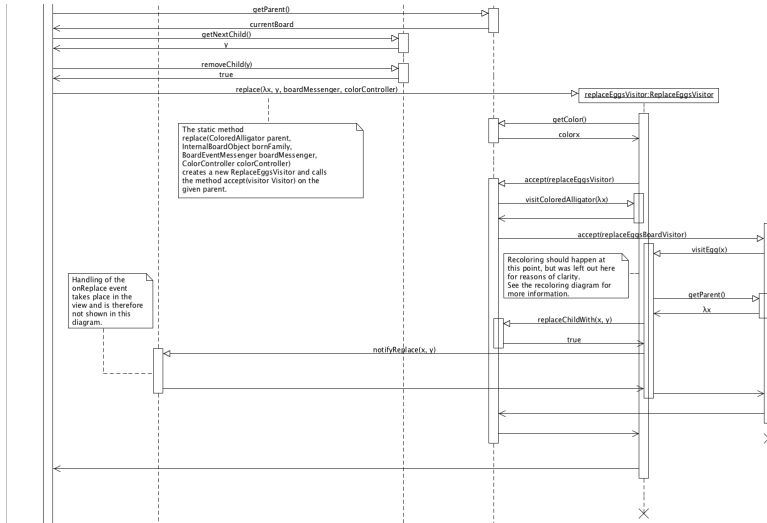 getParent()
currentBoard
getNextChild()
y
removeChild(y)
true
replace(λx, y, boardMessenger, colorController)
replaceEggsVisitor:ReplaceEggsVisitor
The static method
replace(ColoredAlligator parent,
InternalBoardObject bornFamily,
BoardEventMessenger boardMessenger,
ColorController colorController)
creates a new ReplaceEggsVisitor and calls
the method accept(visitor Visitor) on the
given parent.
getColor()
colorx
accept(replaceEggsVisitor)
visitColoredAlligator(λx)
accept(replaceEggsBoardVisitor)
visitEgg(x)
Recoloring should happen at
this point, but was left out here
for reasons of clarity.
See the recoloring diagram for
more information.
Handling of the
onReplace event
takes place in the
view and is therefore
not shown in this
diagram.
getParent()
λx
replaceChildWith(x, y)
true
notifyReplace(x, y)